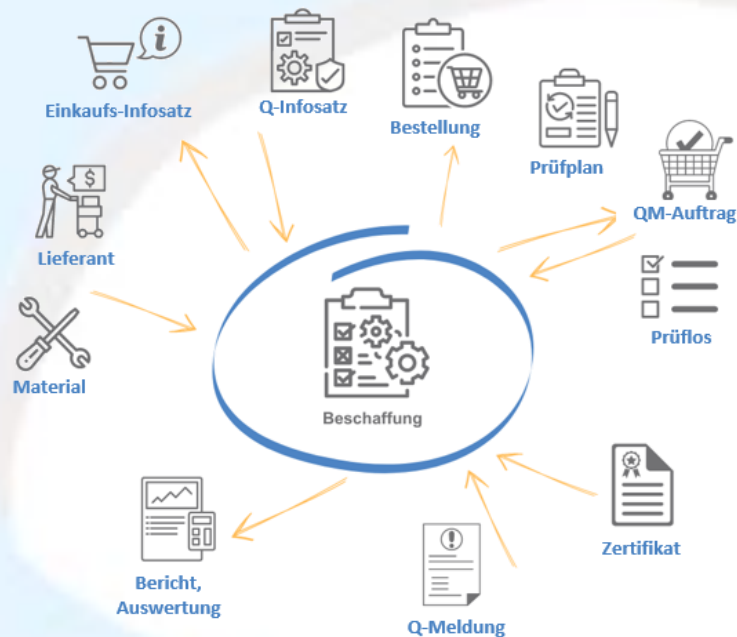 i
Einkaufs-Infosatz
Q-Infosatz
Bestellung
Prüfplan
QM-Auftrag
$
Lieferant
Prüflos
Material
Beschaffung
Bericht,
Auswertung
!
Q-Meldung
Zertifikat